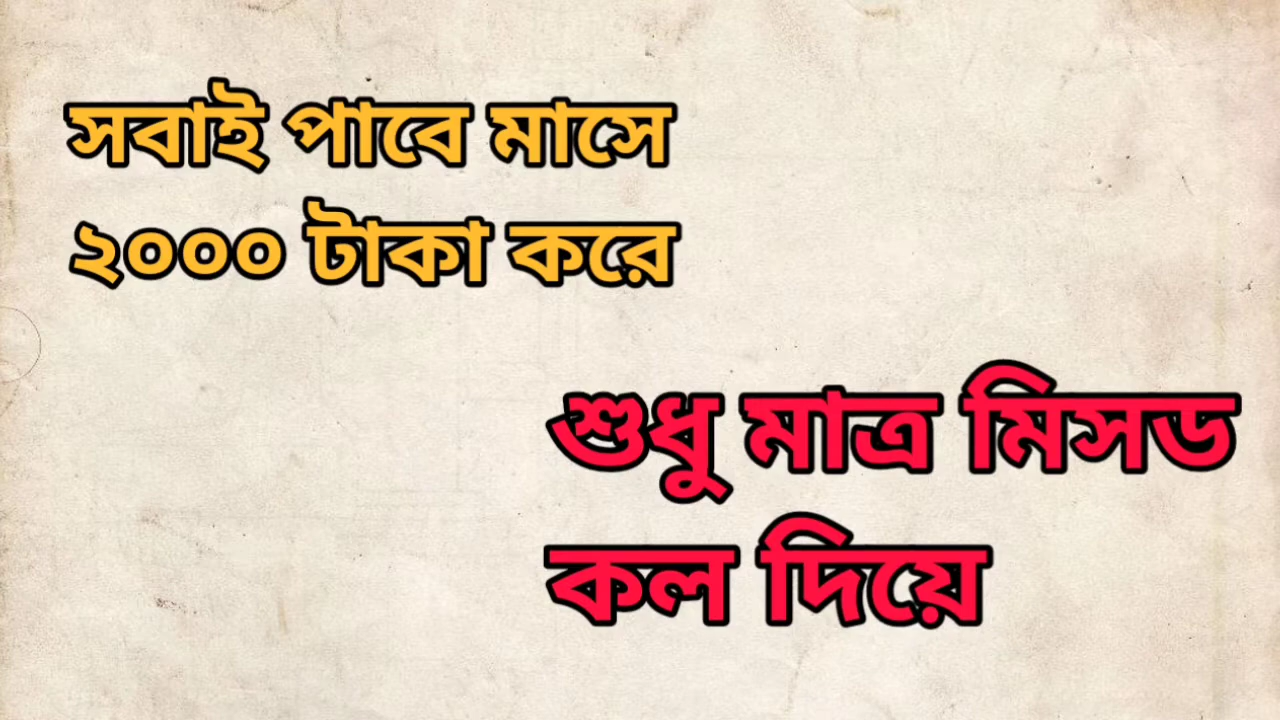 সবাই পাবে মাসে
২০০০ টাকা করে
শুধু মাত্র মিসড
কল দিয়ে